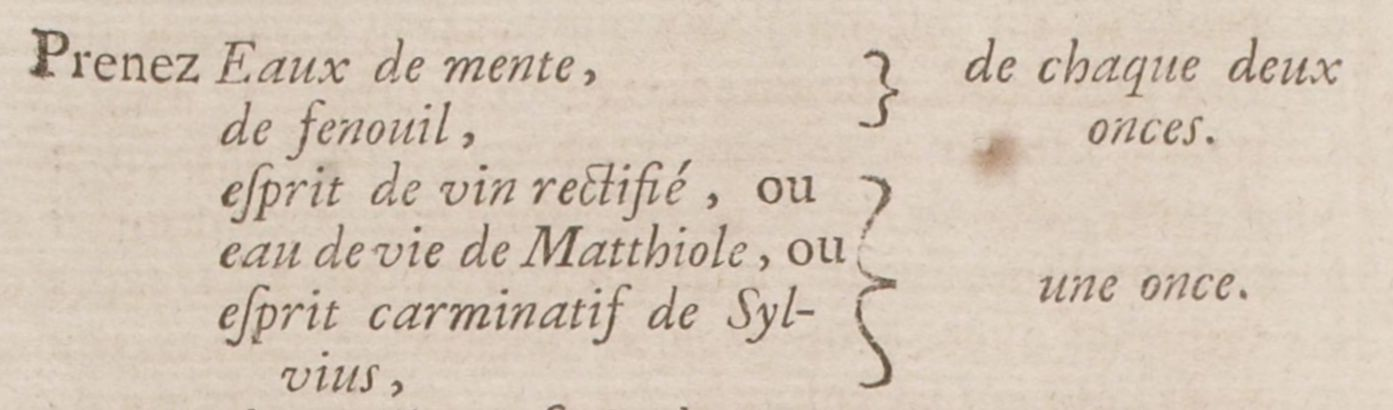 Prenez Eaux de mente, } de chaque deux
de fenouil, onces.
eſprit de vin rectifié, ou
eau de vie de Matthiole, ou } une once.
eſprit carminatif de Syl-
vius,